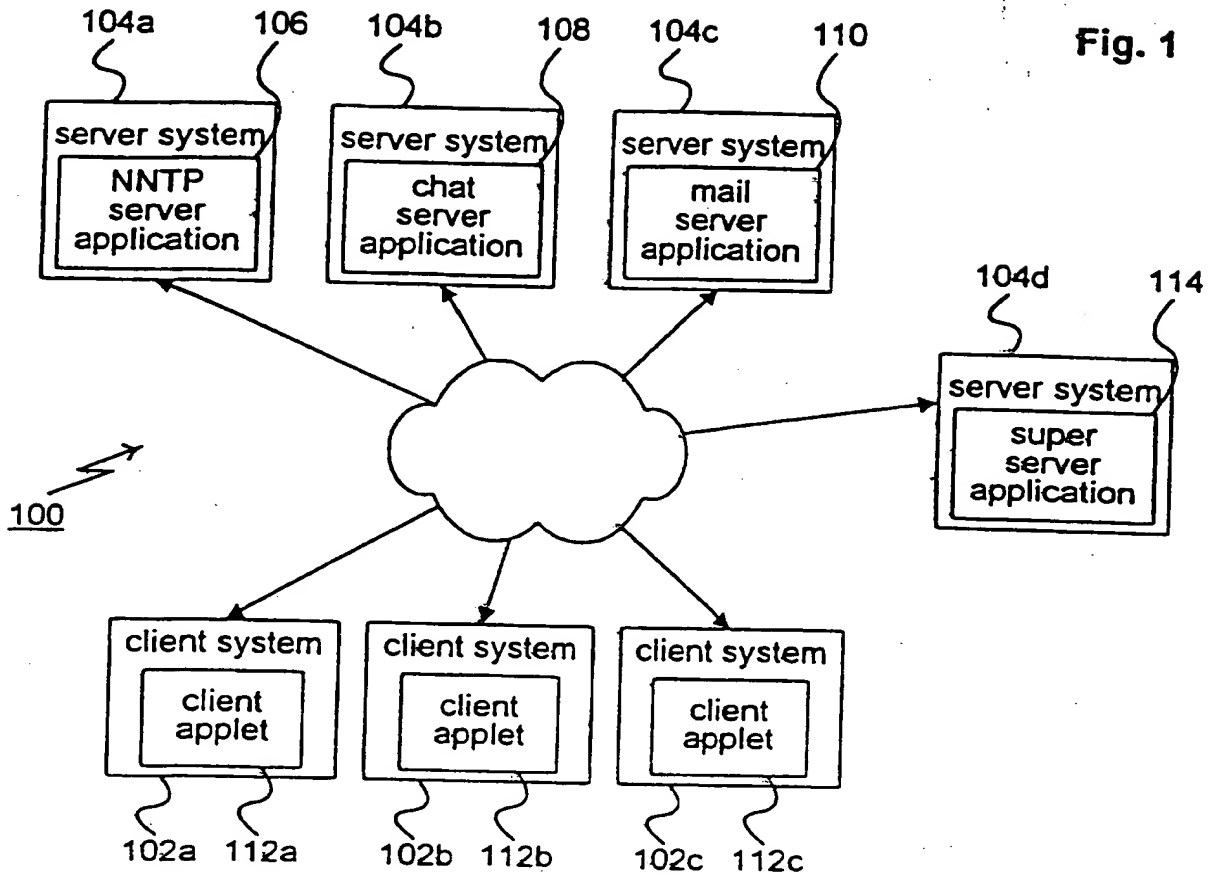 104a
106
104b
108
104c
110
Fig. 1
server system
NNTP
server
application
server system
chat
server
application
server system
mail
server
application
104d
114
server system
super
server
application
100
client system
client
applet
client system
client
applet
client system
client
applet
102a
112a
102b
112b
102c
112c